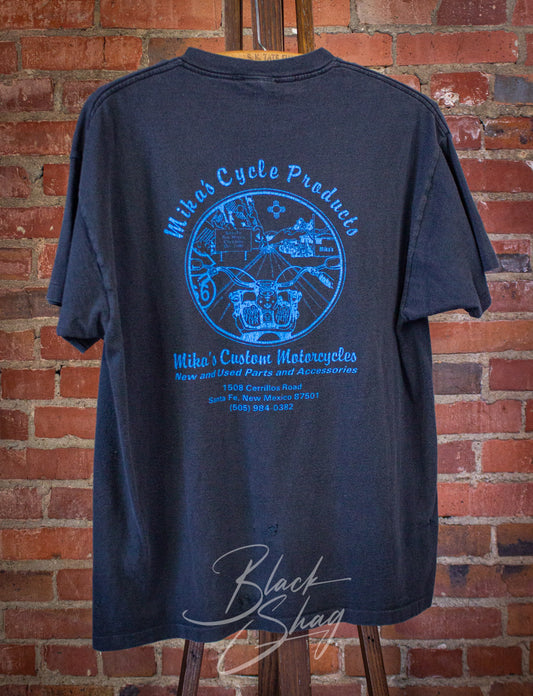 Mika's Cycle Products
Mika's
Mika's Custom Motorcycles
New and Used Parts and Accessories
1508 Cerrillos Road
Santa Fe, New Mexico 87501
(505) 984-0382
Black
Shag